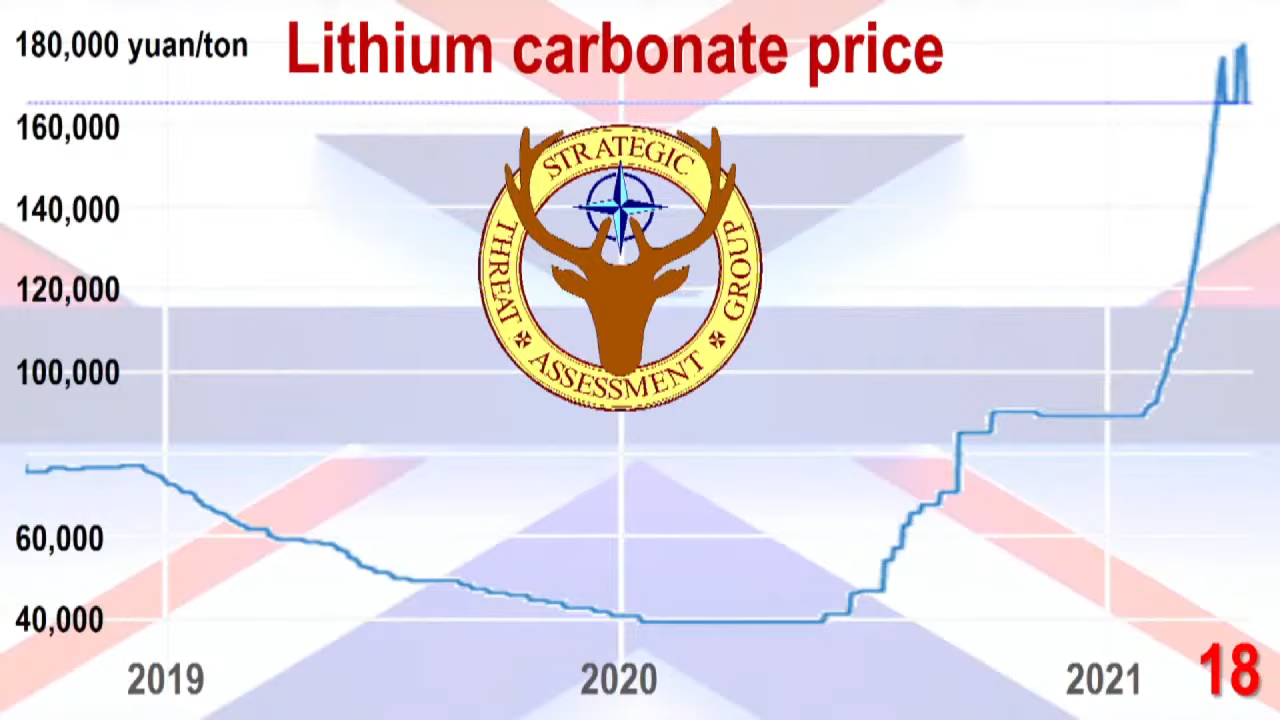 Lithium carbonate price
180,000 yuan/ton
160,000
140,000
120,000
100,000
60,000
40,000
STRATEGIC
THREAT ASSESSMENT GROUP
2019 2020 2021 18